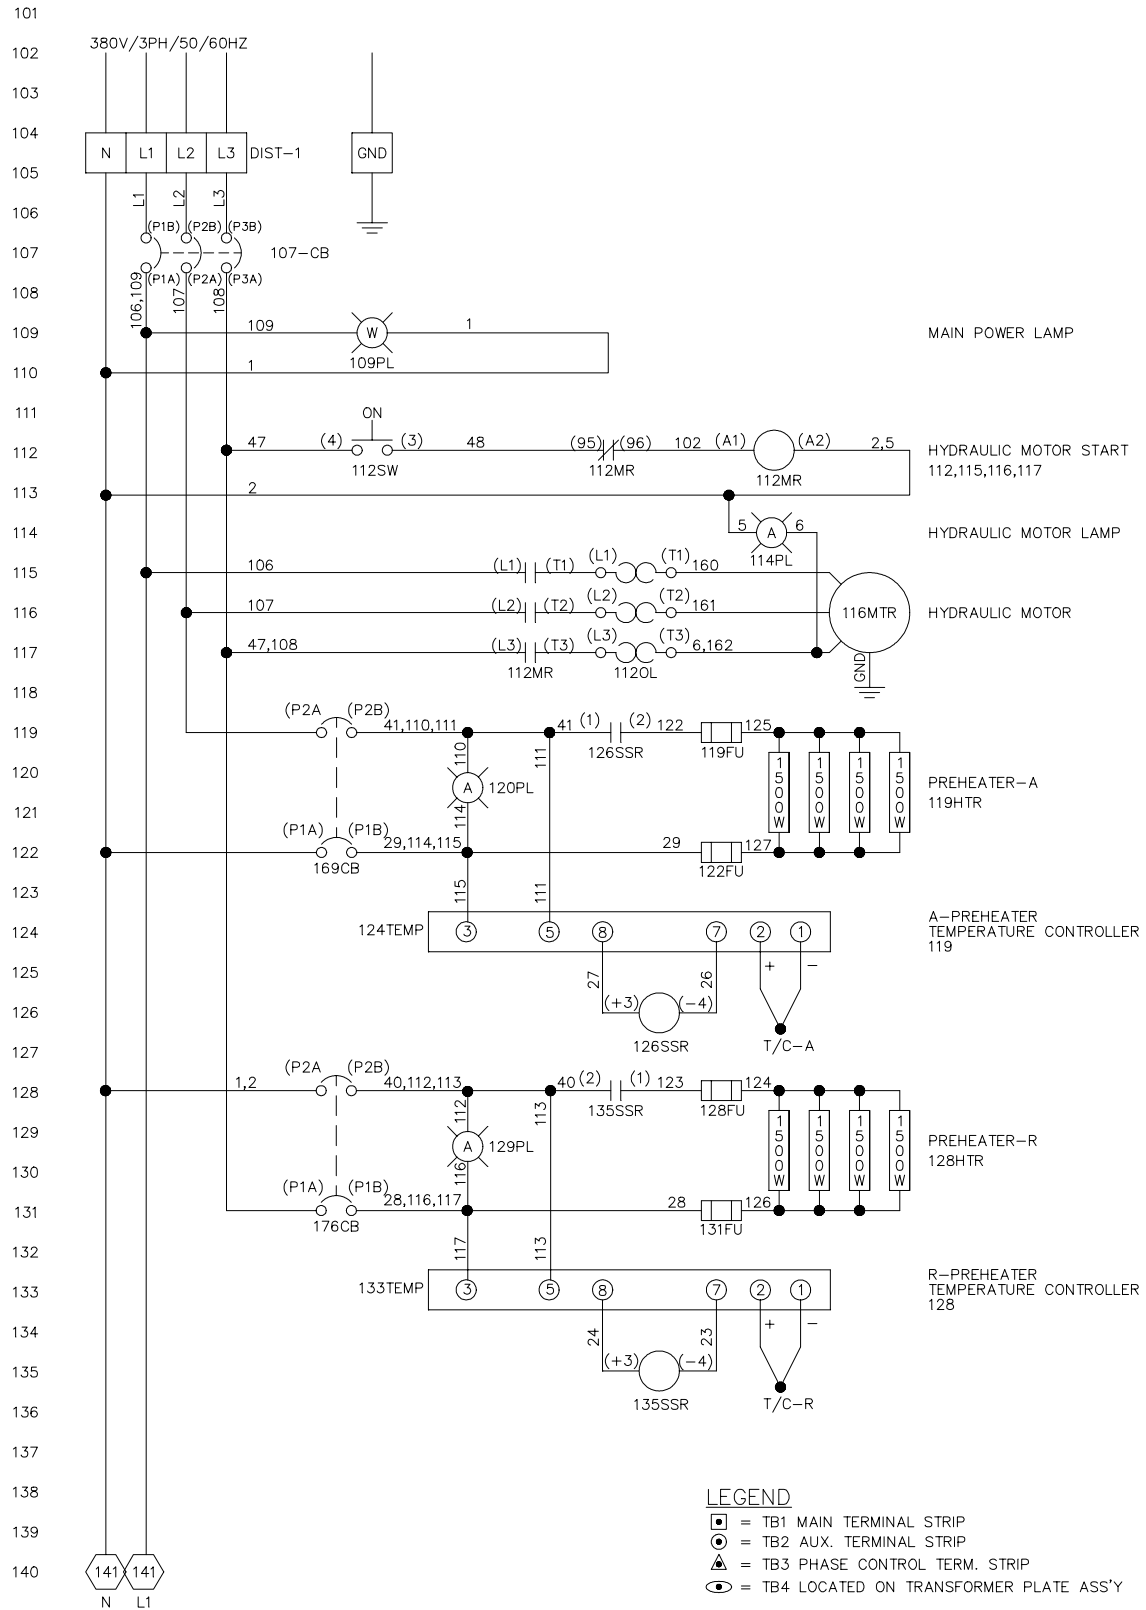 101
380V/3PH/50/60HZ
102
103
104
N L1 L2 L3 DIST-1 GND
105
L1 L2 L3
106
(P1B) (P2B) (P3B)
107 107-CB
(P1A) (P2A) (P3A)
106,109 107 108
108
109 109 W 1 MAIN POWER LAMP
109PL
110 1
111 ON
112 47 (4) (3) 48 (95) (96) 102 (A1) (A2) 2,5 HYDRAULIC MOTOR START
112SW 112MR 112MR 112,115,116,117
113 2
114 5 A 6 HYDRAULIC MOTOR LAMP
114PL
115 106 (L1) (T1) (L1) (T1) 160
116 107 (L2) (T2) (L2) (T2) 161 116MTR HYDRAULIC MOTOR
117 47,108 (L3) (T3) (L3) (T3) 6,162
112MR 112OL GND
118
(P2A (P2B)
119 41,110,111 41 (1) (2) 122 125
126SSR 119FU
110 111
120 A 120PL 1500W 1500W 1500W 1500W PREHEATER-A
119HTR
121 114
(P1A) (P1B)
122 29,114,115 29 127
169CB 122FU
123 115 111
A-PREHEATER
124 124TEMP 3 5 8 7 2 1 TEMPERATURE CONTROLLER
119
125 27 26 + -
126 (+3) (-4)
126SSR T/C-A
127
(P2A (P2B)
128 1,2 40,112,113 40 (2) (1) 123 124
135SSR 128FU
112 113
129 A 129PL 1500W 1500W 1500W 1500W PREHEATER-R
128HTR
130 116
(P1A) (P1B)
131 28,116,117 28 126
176CB 131FU
132 117 113
R-PREHEATER
133 133TEMP 3 5 8 7 2 1 TEMPERATURE CONTROLLER
128
134 24 23 + -
135 (+3) (-4)
135SSR T/C-R
136
137
138
LEGEND
139 = TB1 MAIN TERMINAL STRIP
= TB2 AUX. TERMINAL STRIP
140 141 141 = TB3 PHASE CONTROL TERM. STRIP
= TB4 LOCATED ON TRANSFORMER PLATE ASS'Y
N L1